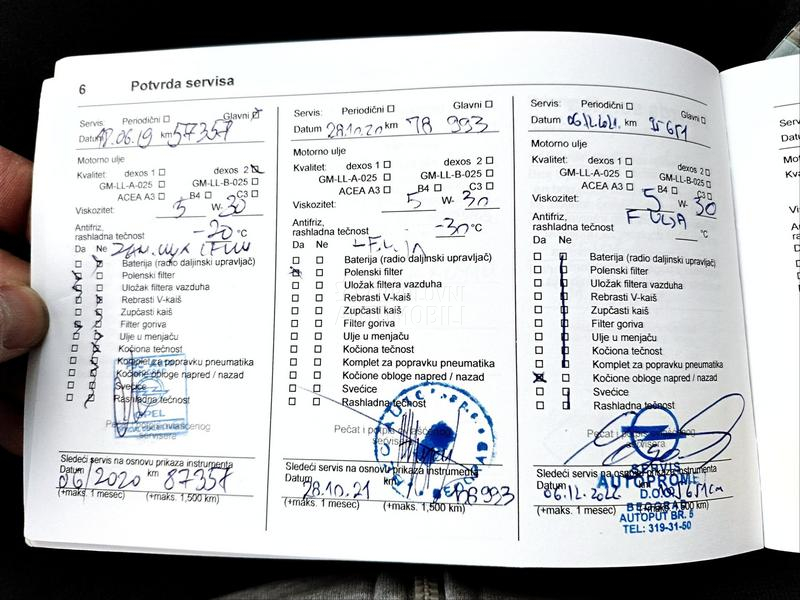 6 Potvrda servisa
Servis: Periodični □ Glavni
Datum 18.06.19 km 57357
Motorno ulje
Kvalitet: dexos 1 □ dexos 2
GM-LL-A-025 □ GM-LL-B-025 □
ACEA A3 □ B4 □ C3 □
Viskozitet: 5 W- 30
Antifriz,
rashladna tečnost -20 °C
Da Ne
Baterija (radio daljinski upravljač)
Polenski filter
Uložak filtera vazduha
Rebrasti V-kaiš
Zupčasti kaiš
Filter goriva
Ulje u menjaču
Kočiona tečnost
Komplet za popravku pneumatika
Kočione obloge napred / nazad
Svećice
Rashladna tečnost
OPEL
servisera
Sledeći servis na osnovu prikaza instrumenta
Datum
06/2020 km 87357
(+maks. 1 mesec) (+maks. 1,500 km)
Servis: Periodični □ Glavni □
Datum 28.10.20 km 78 993
Motorno ulje
Kvalitet: dexos 1 □ dexos 2 □
GM-LL-A-025 □ GM-LL-B-025 □
ACEA A3 □ B4 □ C3 □
Viskozitet: 5 W- 30
Antifriz,
rashladna tečnost -30 °C
Da Ne
Baterija (radio daljinski upravljač)
Polenski filter
Uložak filtera vazduha
Rebrasti V-kaiš
Zupčasti kaiš
Filter goriva
Ulje u menjaču
Kočiona tečnost
Komplet za popravku pneumatika
Kočione obloge napred / nazad
Svećice
Rashladna tečnost
Pečat i potpis
Sledeći servis na osnovu prikaza instrumenta
Datum
28.10.21 km 108993
(+maks. 1 mesec) (+maks. 1,500 km)
Servis: Periodični □ Glavni □
Datum 06.12.2021. km 95651
Motorno ulje
Kvalitet: dexos 1 □ dexos 2 □
GM-LL-A-025 □ GM-LL-B-025 □
ACEA A3 □ B4 □ C3 □
Viskozitet: 5 W- 30
Antifriz,
rashladna tečnost °C
Da Ne
Baterija (radio daljinski upravljač)
Polenski filter
Uložak filtera vazduha
Rebrasti V-kaiš
Zupčasti kaiš
Filter goriva
Ulje u menjaču
Kočiona tečnost
Komplet za popravku pneumatika
Kočione obloge napred / nazad
Svećice
Rashladna tečnost
Pečat i
Sledeći servis na osnovu prikaza instrumenta
SERVIS
Datum
AUTOPROME
06.12.2022 D.O.O.
BEOGRAD
(+maks. 1 mesec)
AUTOPUT BR. 5
TEL: 319-31-50